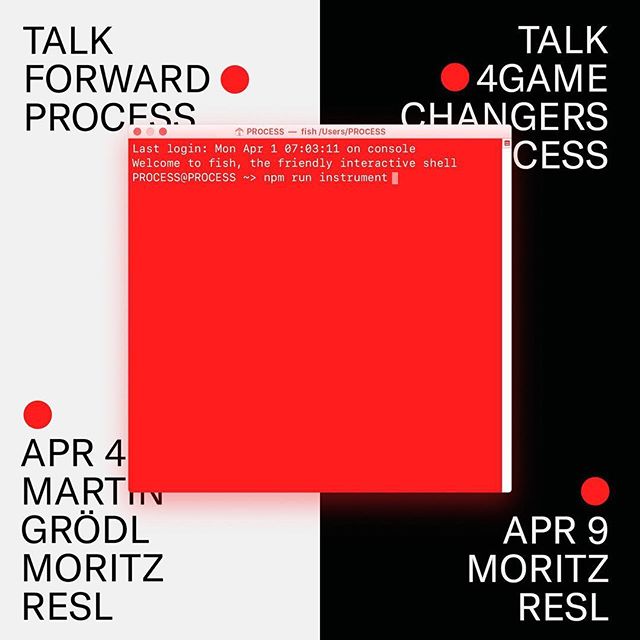 TALK
FORWARD
PROCESS
TALK
4GAME
CHANGERS
CESS
PROCESS — fish /Users/PROCESS
Last login: Mon Apr 1 07:03:11 on console
Welcome to fish, the friendly interactive shell
PROCESS@PROCESS ~> npm run instrument
APR 4
MARTIN
GRÖDL
MORITZ
RESL
APR 9
MORITZ
RESL